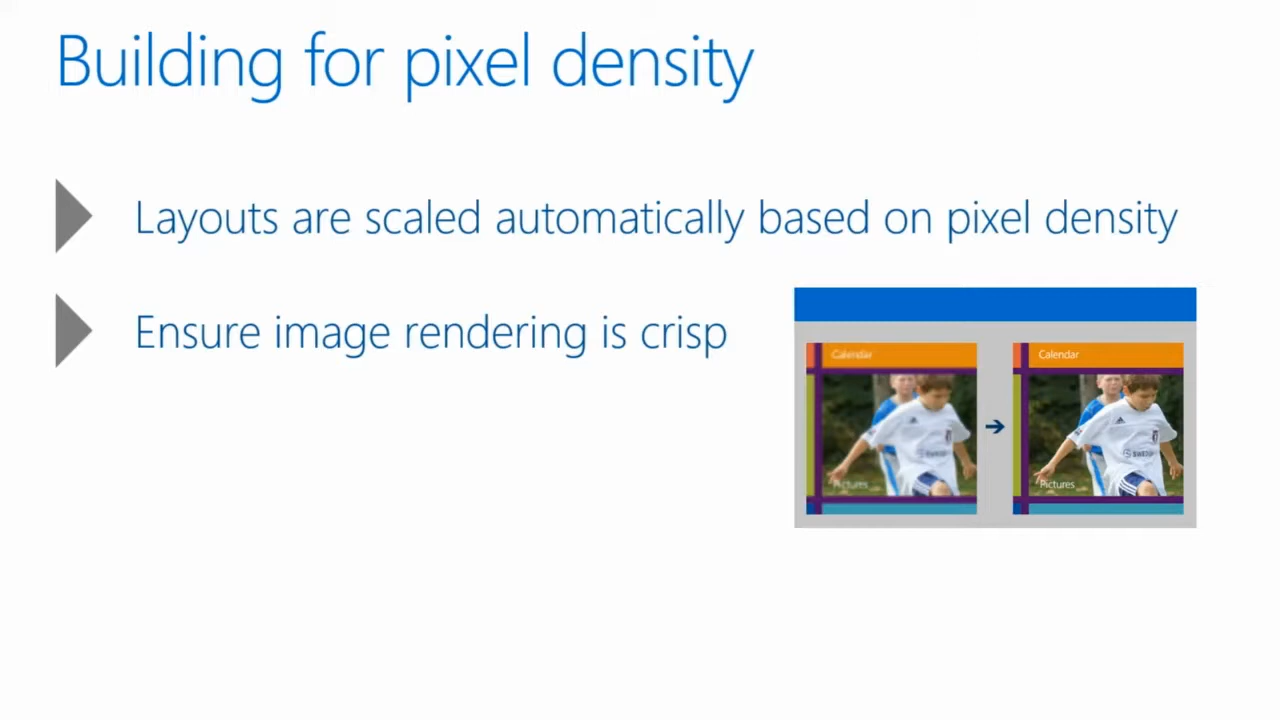 Building for pixel density
Layouts are scaled automatically based on pixel density
Ensure image rendering is crisp
Calendar
Calendar
Pictures
Pictures